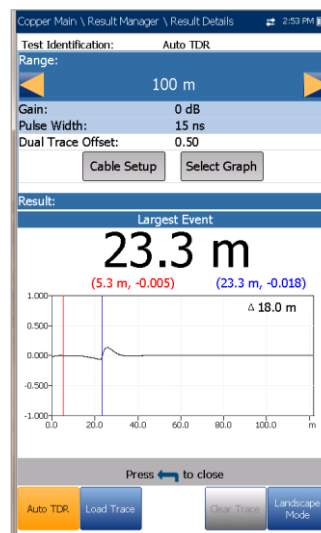 Copper Main \ Result Manager \ Result Details 2:53 PM
Test Identification: Auto TDR
Range:
100 m
Gain: 0 dB
Pulse Width: 15 ns
Dual Trace Offset: 0.50
Cable Setup Select Graph
Result:
Largest Event
23.3 m
(5.3 m, -0.005) (23.3 m, -0.018)
1.000
Δ 18.0 m
0.500
0.000
-0.500
-1.000
0.0 20.0 40.0 60.0 80.0 100.0 m
Press to close
Auto TDR Load Trace Clear Trace Landscape
Mode